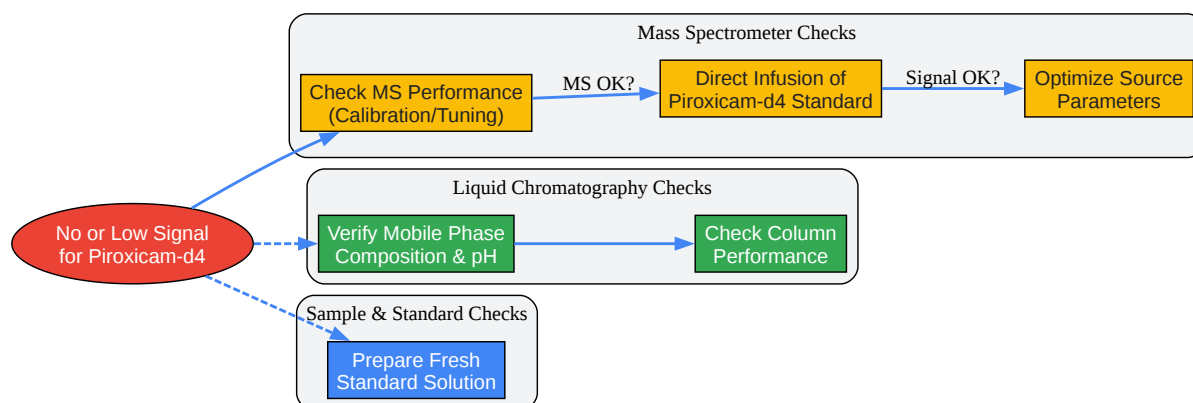 Mass Spectrometer Checks
Check MS Performance
(Calibration/Tuning)
MS OK?
Direct Infusion of
Piroxicam-d4 Standard
Signal OK?
Optimize Source
Parameters
No or Low Signal
for Piroxicam-d4
Liquid Chromatography Checks
Verify Mobile Phase
Composition & pH
Check Column
Performance
Sample & Standard Checks
Prepare Fresh
Standard Solution